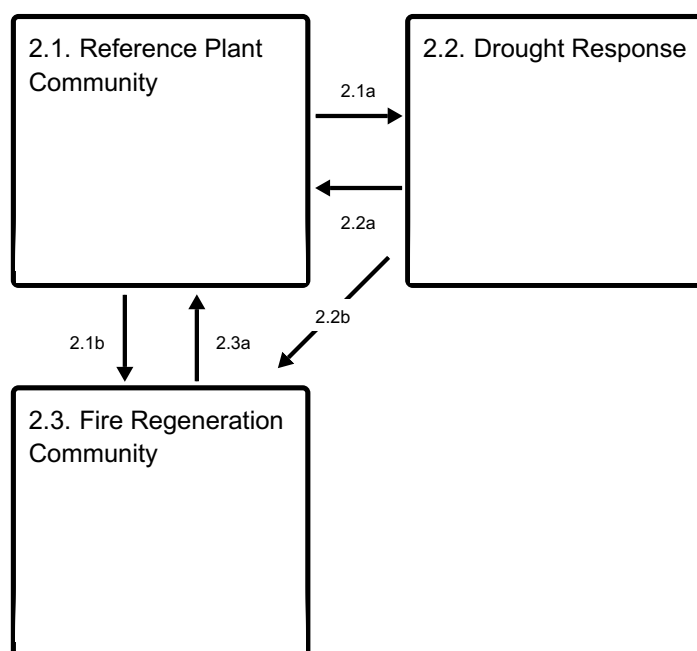 2.1. Reference Plant
Community
2.2. Drought Response
2.1a
2.2a
2.2b
2.1b
2.3a
2.3. Fire Regeneration
Community